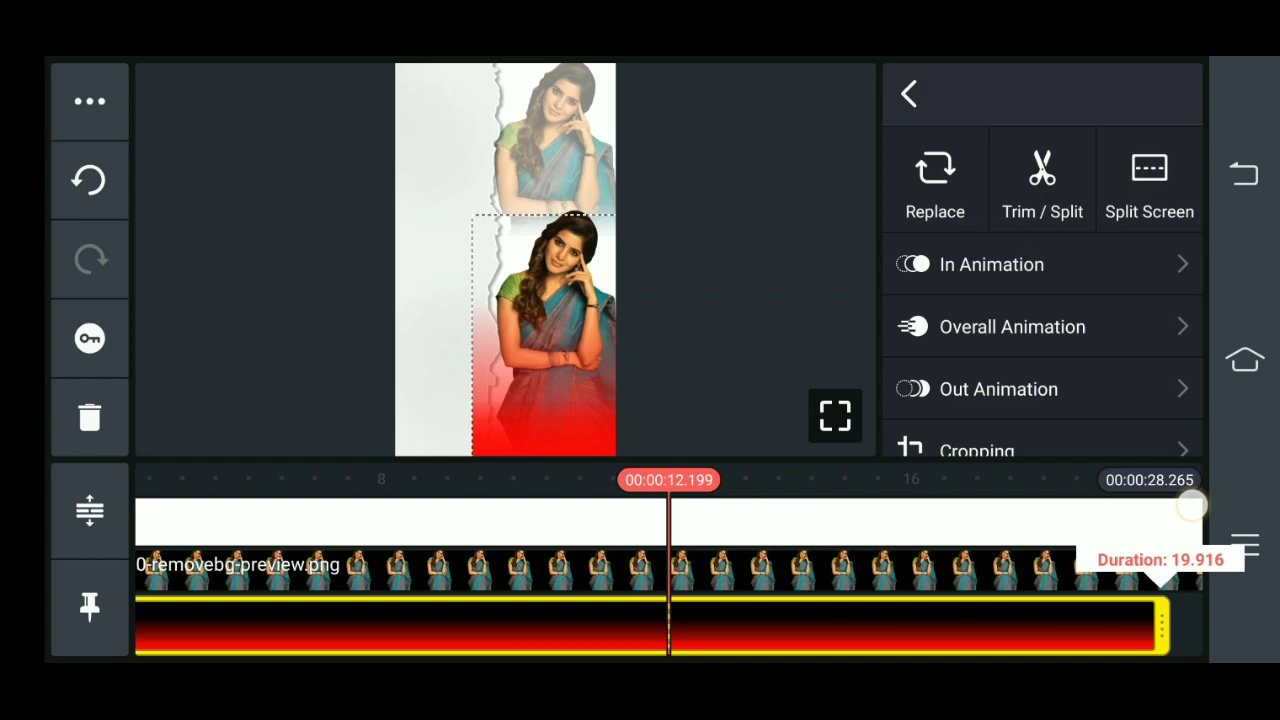 Replace
Trim / Split
Split Screen
In Animation
Overall Animation
Out Animation
Cropping
8
00:00:12.199
16
00:00:28.265
0-removebg-preview.png
Duration: 19.916